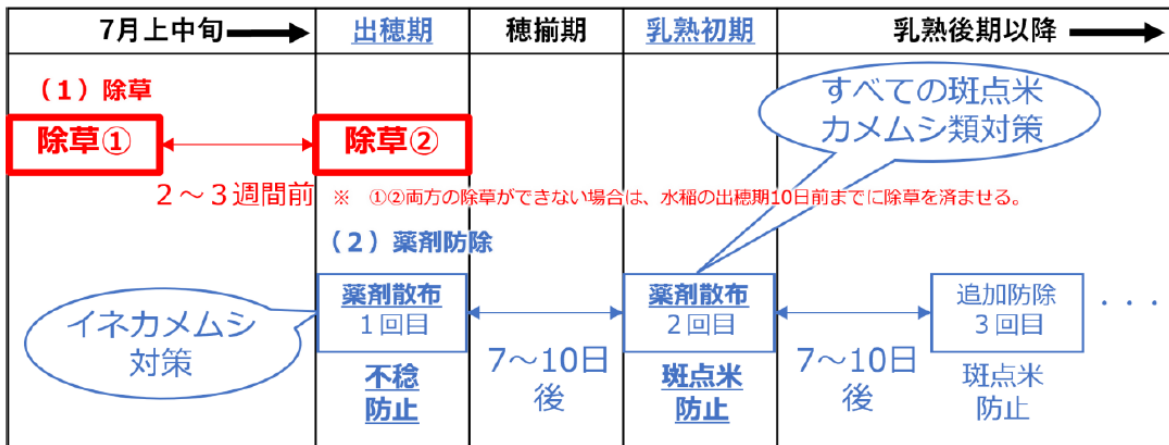 7月上中旬
出穂期
穂揃期
乳熟初期
乳熟後期以降
（１）除草
除草①
除草②
２～３週間前
※　①②両方の除草ができない場合は、水稲の出穂期10日前までに除草を済ませる。
すべての斑点米
カメムシ類対策
（２）薬剤防除
イネカメムシ
対策
薬剤散布
１回目
不稔
防止
7～10日
後
薬剤散布
２回目
斑点米
防止
7～10日
後
追加防除
３回目
斑点米
防止
・・・